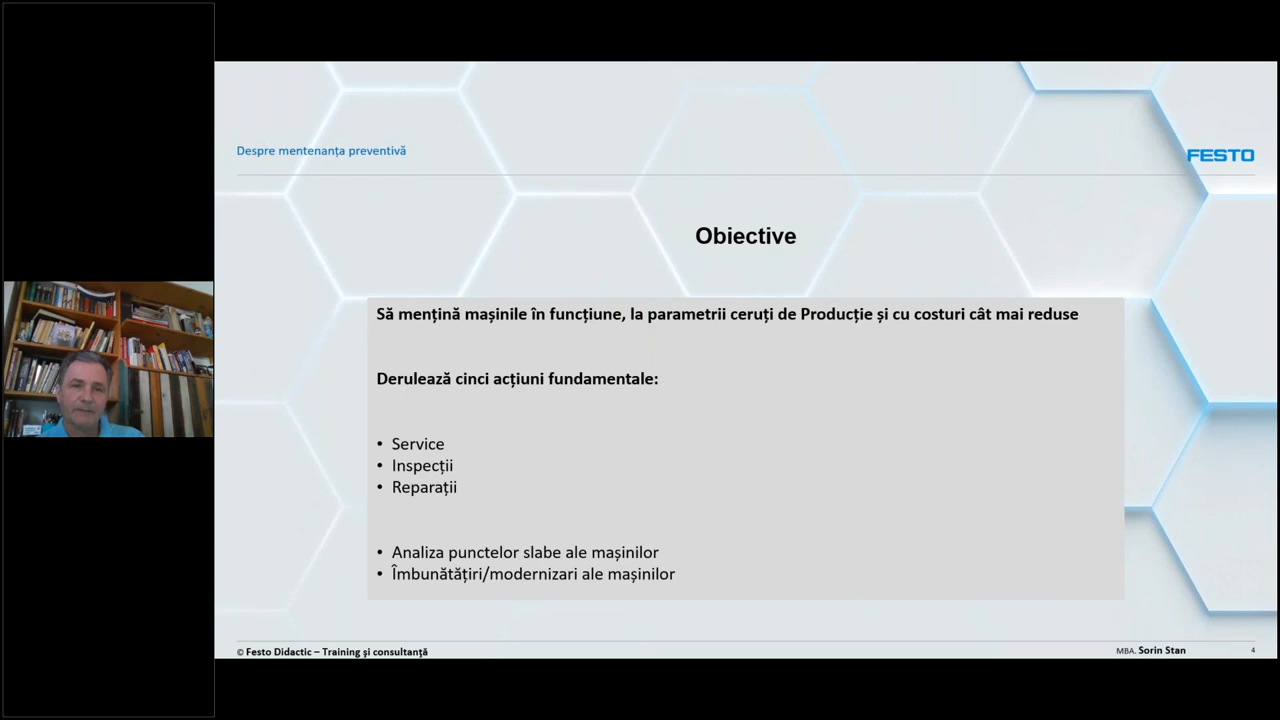 Despre mentenanța preventivă
FESTO
Obiective
Să mențină mașinile în funcțiune, la parametrii ceruți de Producție și cu costuri cât mai reduse
Derulează cinci acțiuni fundamentale:
• Service
• Inspecții
• Reparații
• Analiza punctelor slabe ale mașinilor
• Îmbunătățiri/modernizari ale mașinilor
© Festo Didactic – Training și consultanță
MBA. Sorin Stan
4